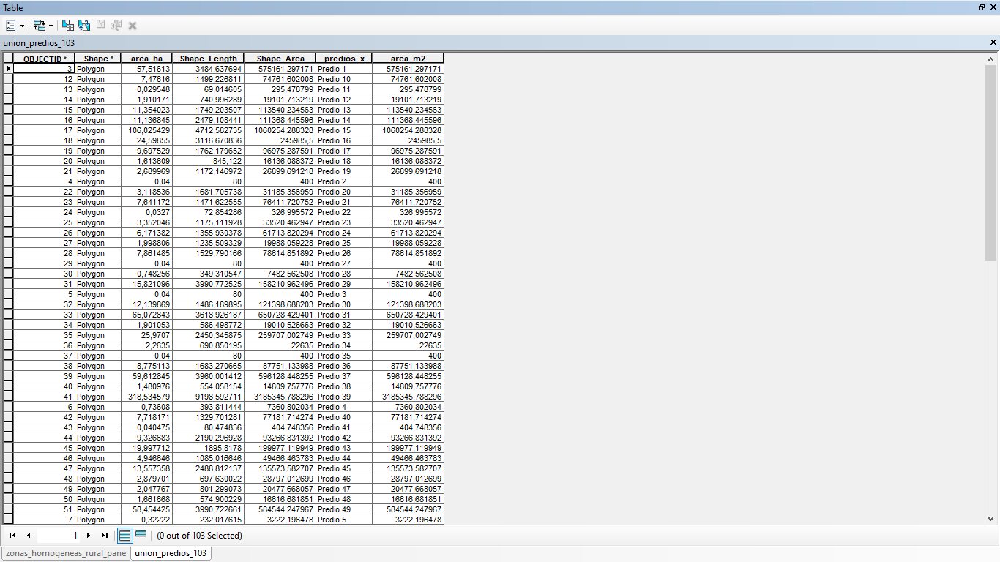 Table
union_predios_103
OBJECTID * Shape * area_ha Shape_Length Shape_Area predios_x area_m2
3 Polygon 57,51613 3484,637694 575161,297171 Predio 1 575161,297171
12 Polygon 7,47616 1499,226811 74761,602008 Predio 10 74761,602008
13 Polygon 0,029548 69,014605 295,478799 Predio 11 295,478799
14 Polygon 1,910171 740,996289 19101,713219 Predio 12 19101,713219
15 Polygon 11,354023 1749,203507 113540,234563 Predio 13 113540,234563
16 Polygon 11,136845 2479,108441 111368,445596 Predio 14 111368,445596
17 Polygon 106,025429 4712,582735 1060254,288328 Predio 15 1060254,288328
18 Polygon 24,59855 3116,670836 245985,5 Predio 16 245985,5
19 Polygon 9,697529 1762,179652 96975,287591 Predio 17 96975,287591
20 Polygon 1,613609 845,122 16136,088372 Predio 18 16136,088372
21 Polygon 2,689969 1172,146972 26899,691218 Predio 19 26899,691218
4 Polygon 0,04 80 400 Predio 2 400
22 Polygon 3,118536 1681,705738 31185,356959 Predio 20 31185,356959
23 Polygon 7,641172 1471,622555 76411,720752 Predio 21 76411,720752
24 Polygon 0,0327 72,854286 326,995572 Predio 22 326,995572
25 Polygon 3,352046 1175,111928 33520,462947 Predio 23 33520,462947
26 Polygon 6,171382 1355,930378 61713,820294 Predio 24 61713,820294
27 Polygon 1,998806 1235,509329 19988,059228 Predio 25 19988,059228
28 Polygon 7,861485 1529,790166 78614,851892 Predio 26 78614,851892
29 Polygon 0,04 80 400 Predio 27 400
30 Polygon 0,748256 349,310547 7482,562508 Predio 28 7482,562508
31 Polygon 15,821096 3990,772525 158210,962496 Predio 29 158210,962496
5 Polygon 0,04 80 400 Predio 3 400
32 Polygon 12,139869 1486,189895 121398,688203 Predio 30 121398,688203
33 Polygon 65,072843 3618,926187 650728,429401 Predio 31 650728,429401
34 Polygon 1,901053 586,498772 19010,526663 Predio 32 19010,526663
35 Polygon 25,9707 2450,345875 259707,002749 Predio 33 259707,002749
36 Polygon 2,2635 690,850195 22635 Predio 34 22635
37 Polygon 0,04 80 400 Predio 35 400
38 Polygon 8,775113 1683,270665 87751,133988 Predio 36 87751,133988
39 Polygon 59,612845 3960,001412 596128,448255 Predio 37 596128,448255
40 Polygon 1,480976 554,058154 14809,757776 Predio 38 14809,757776
41 Polygon 318,534579 9198,592711 3185345,788296 Predio 39 3185345,788296
6 Polygon 0,73608 393,811444 7360,802034 Predio 4 7360,802034
42 Polygon 7,718171 1329,701281 77181,714274 Predio 40 77181,714274
43 Polygon 0,040475 80,474836 404,748356 Predio 41 404,748356
44 Polygon 9,326683 2190,296928 93266,831392 Predio 42 93266,831392
45 Polygon 19,997712 1895,8178 199977,119949 Predio 43 199977,119949
46 Polygon 4,946646 1085,016646 49466,463783 Predio 44 49466,463783
47 Polygon 13,557358 2488,812137 135573,582707 Predio 45 135573,582707
48 Polygon 2,879701 697,630022 28797,012699 Predio 46 28797,012699
49 Polygon 2,047767 801,299073 20477,668057 Predio 47 20477,668057
50 Polygon 1,661668 574,900229 16616,681851 Predio 48 16616,681851
51 Polygon 58,454425 3990,722661 584544,247967 Predio 49 584544,247967
7 Polygon 0,32222 232,017615 3222,196478 Predio 5 3222,196478
1 (0 out of 103 Selected)
zonas_homogeneas_rural_pane union_predios_103